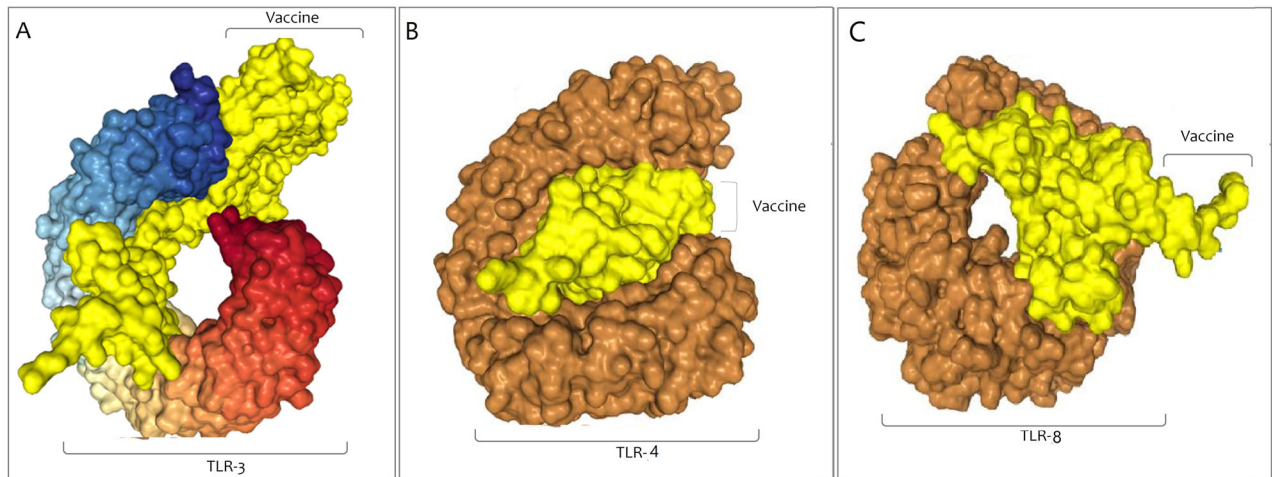 A
Vaccine
TLR-3
B
Vaccine
TLR-4
C
Vaccine
TLR-8